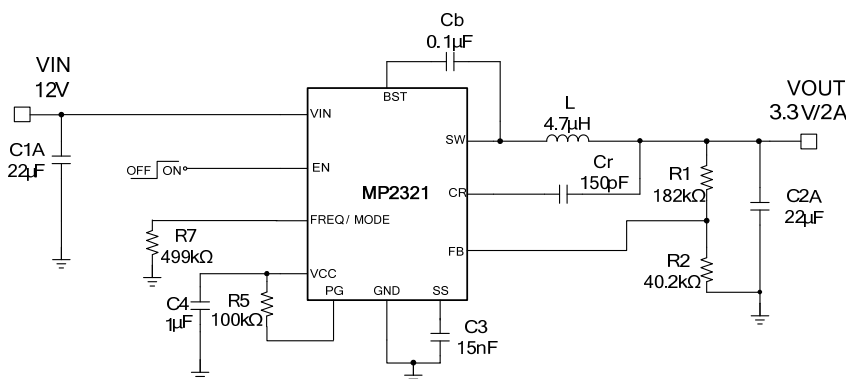 Cb
0.1µF
VIN
12V
VOUT
3.3V/2A
BST
L
4.7µH
VIN
SW
C1A
22µF
Cr
150pF
R1
182kΩ
OFF ON
EN
MP2321
CR
C2A
22µF
FREQ/ MODE
R7
499kΩ
FB
R2
40.2kΩ
VCC
PG
GND
SS
C4
1µF
R5
100kΩ
C3
15nF